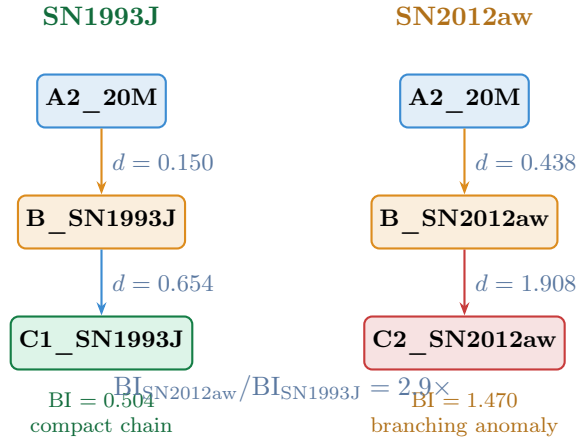 SN1993J
SN2012aw
A2_20M
A2_20M
d = 0.150
d = 0.438
B_SN1993J
B_SN2012aw
d = 0.654
d = 1.908
C1_SN1993J
C2_SN2012aw
BI_SN2012aw/BI_SN1993J = 2.9×
BI = 0.504
compact chain
BI = 1.470
branching anomaly